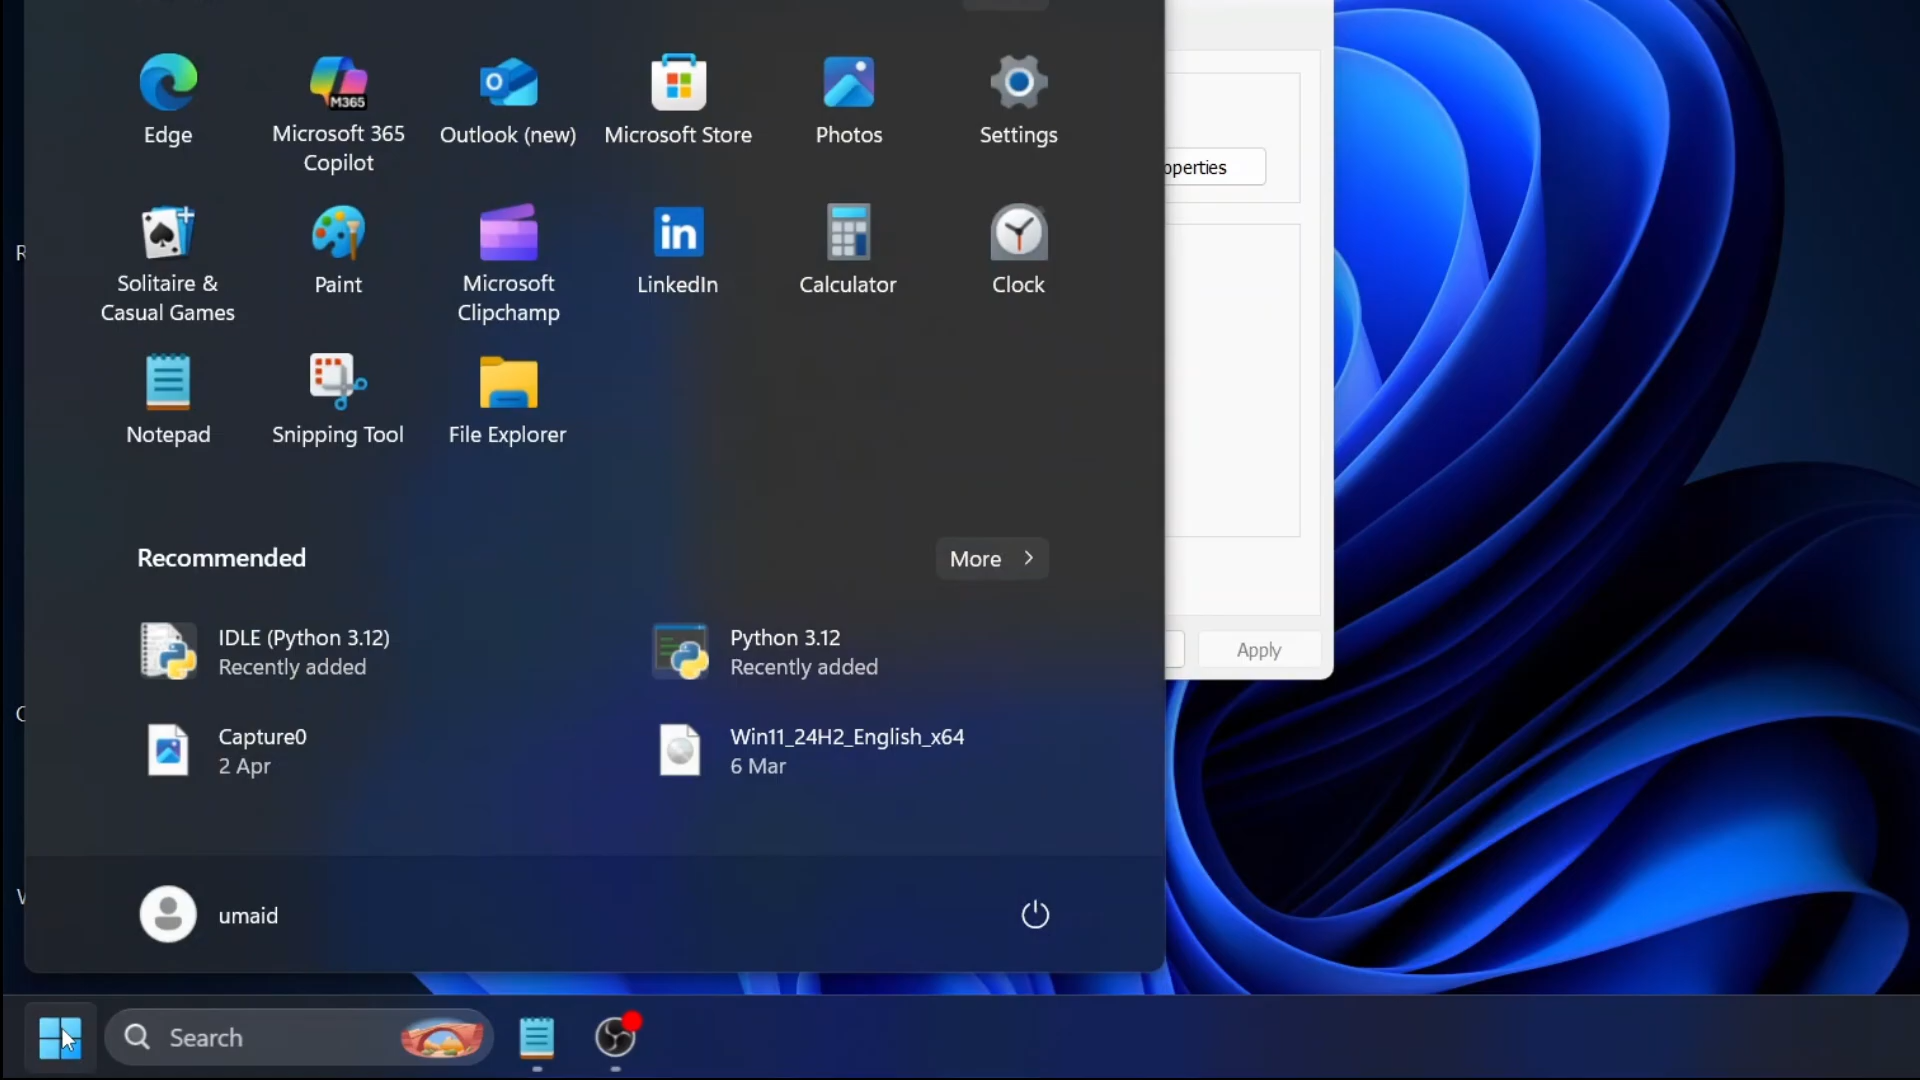 Edge
Microsoft 365
Copilot
Outlook (new)
Microsoft Store
Photos
Settings
Solitaire &
Casual Games
Paint
Microsoft
Clipchamp
LinkedIn
Calculator
Clock
Notepad
Snipping Tool
File Explorer
M365
in
operties
Recommended
More
IDLE (Python 3.12)
Recently added
Python 3.12
Recently added
Capture0
2 Apr
Win11_24H2_English_x64
6 Mar
Apply
umaid
Search